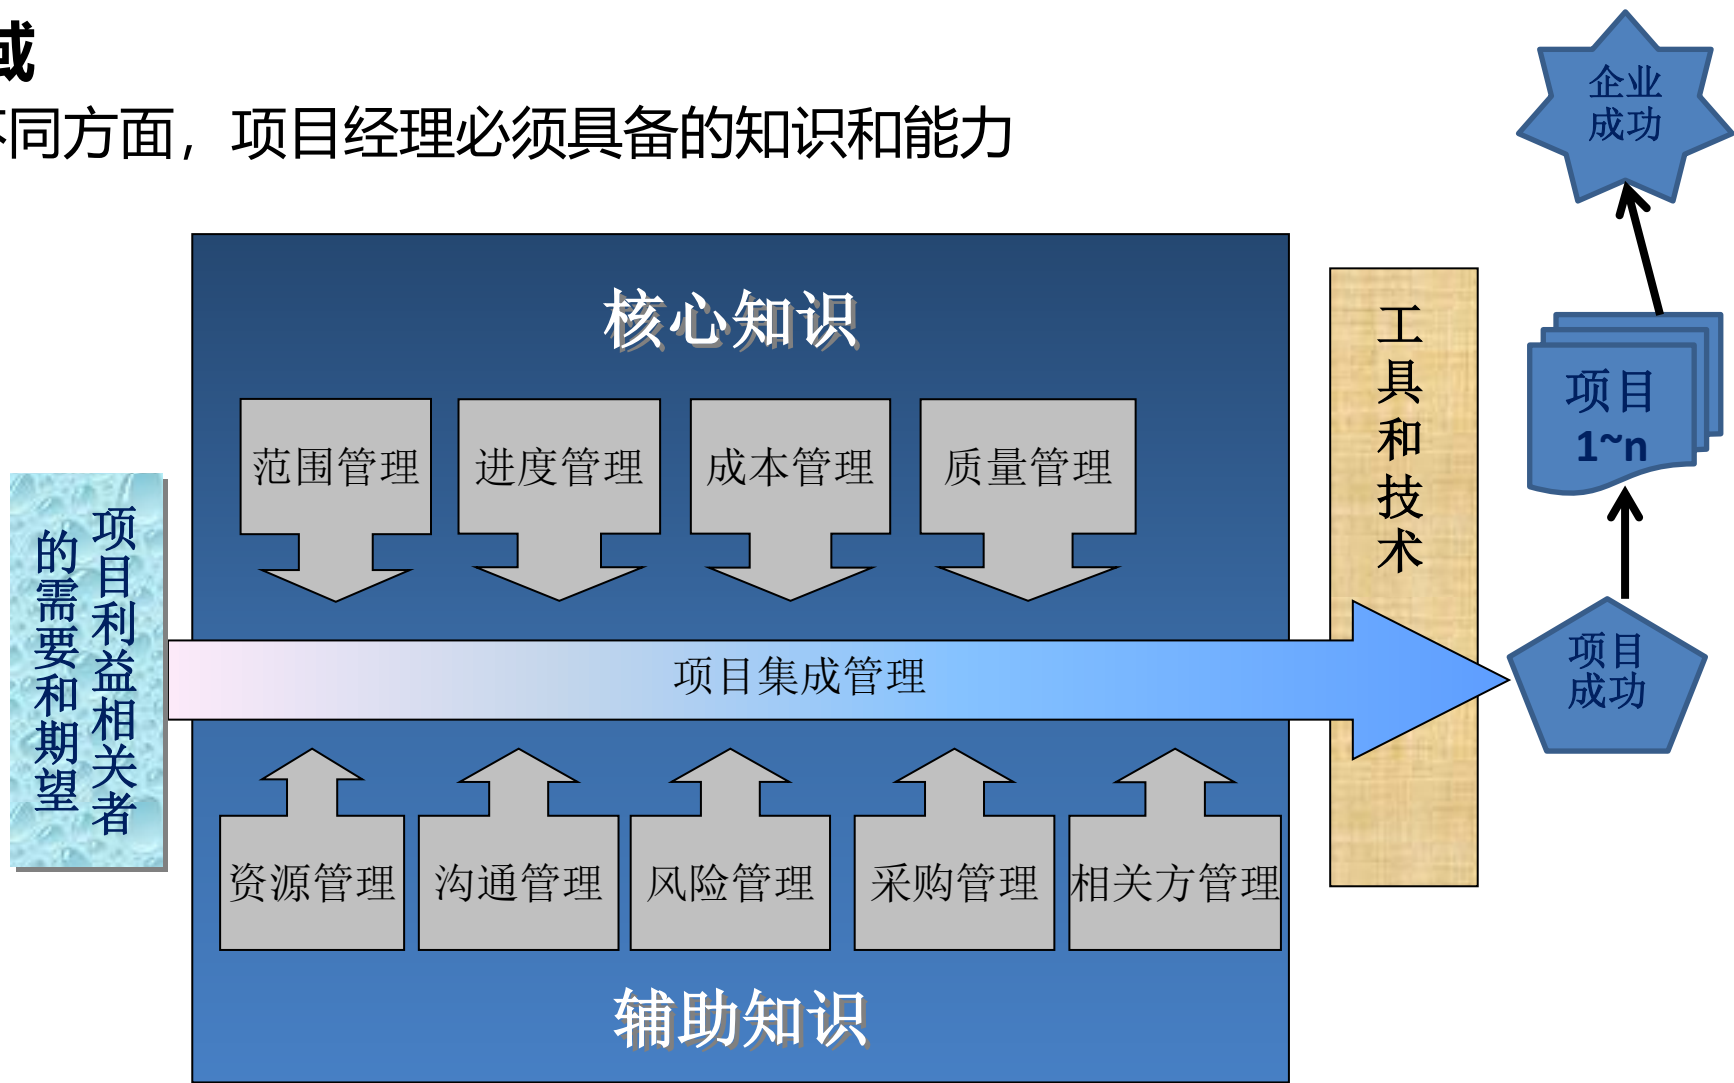 域
不同方面，项目经理必须具备的知识和能力
企业
成功
核心知识
范围管理
进度管理
成本管理
质量管理
工具和技术
项目
1~n
项目利益相关者
的需要和期望
项目集成管理
项目
成功
资源管理
沟通管理
风险管理
采购管理
相关方管理
辅助知识